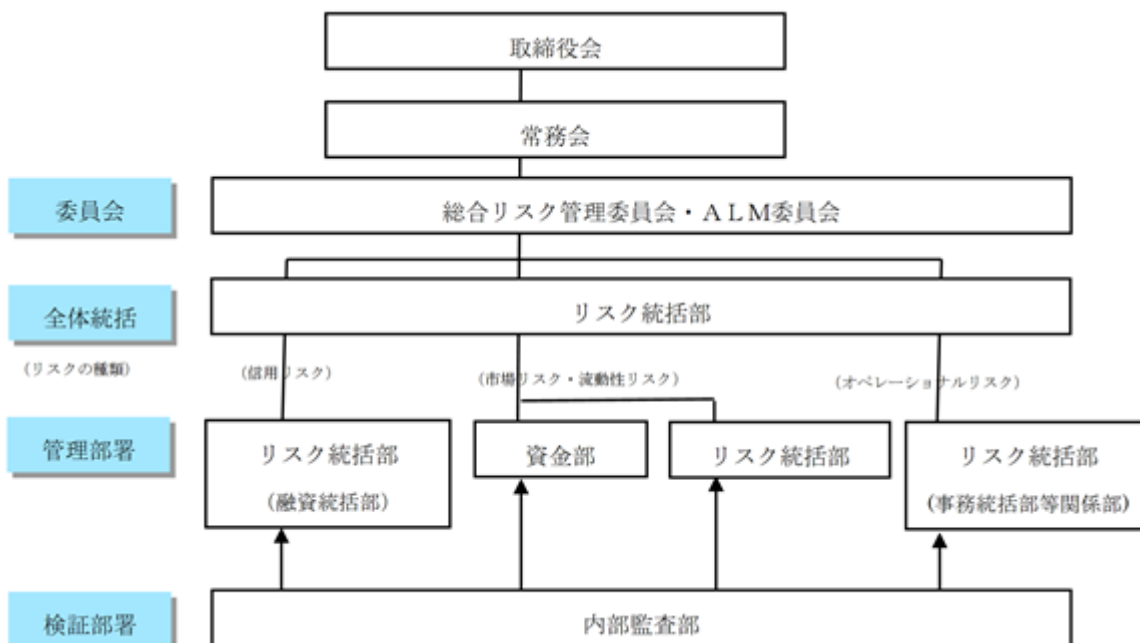 取締役会
常務会
委員会
総合リスク管理委員会・ＡＬＭ委員会
全体統括
リスク統括部
(リスクの種類)
(信用リスク)
(市場リスク・流動性リスク)
(オペレーショナルリスク)
管理部署
リスク統括部
(融資統括部)
資金部
リスク統括部
リスク統括部
(事務統括部等関係部)
検証部署
内部監査部